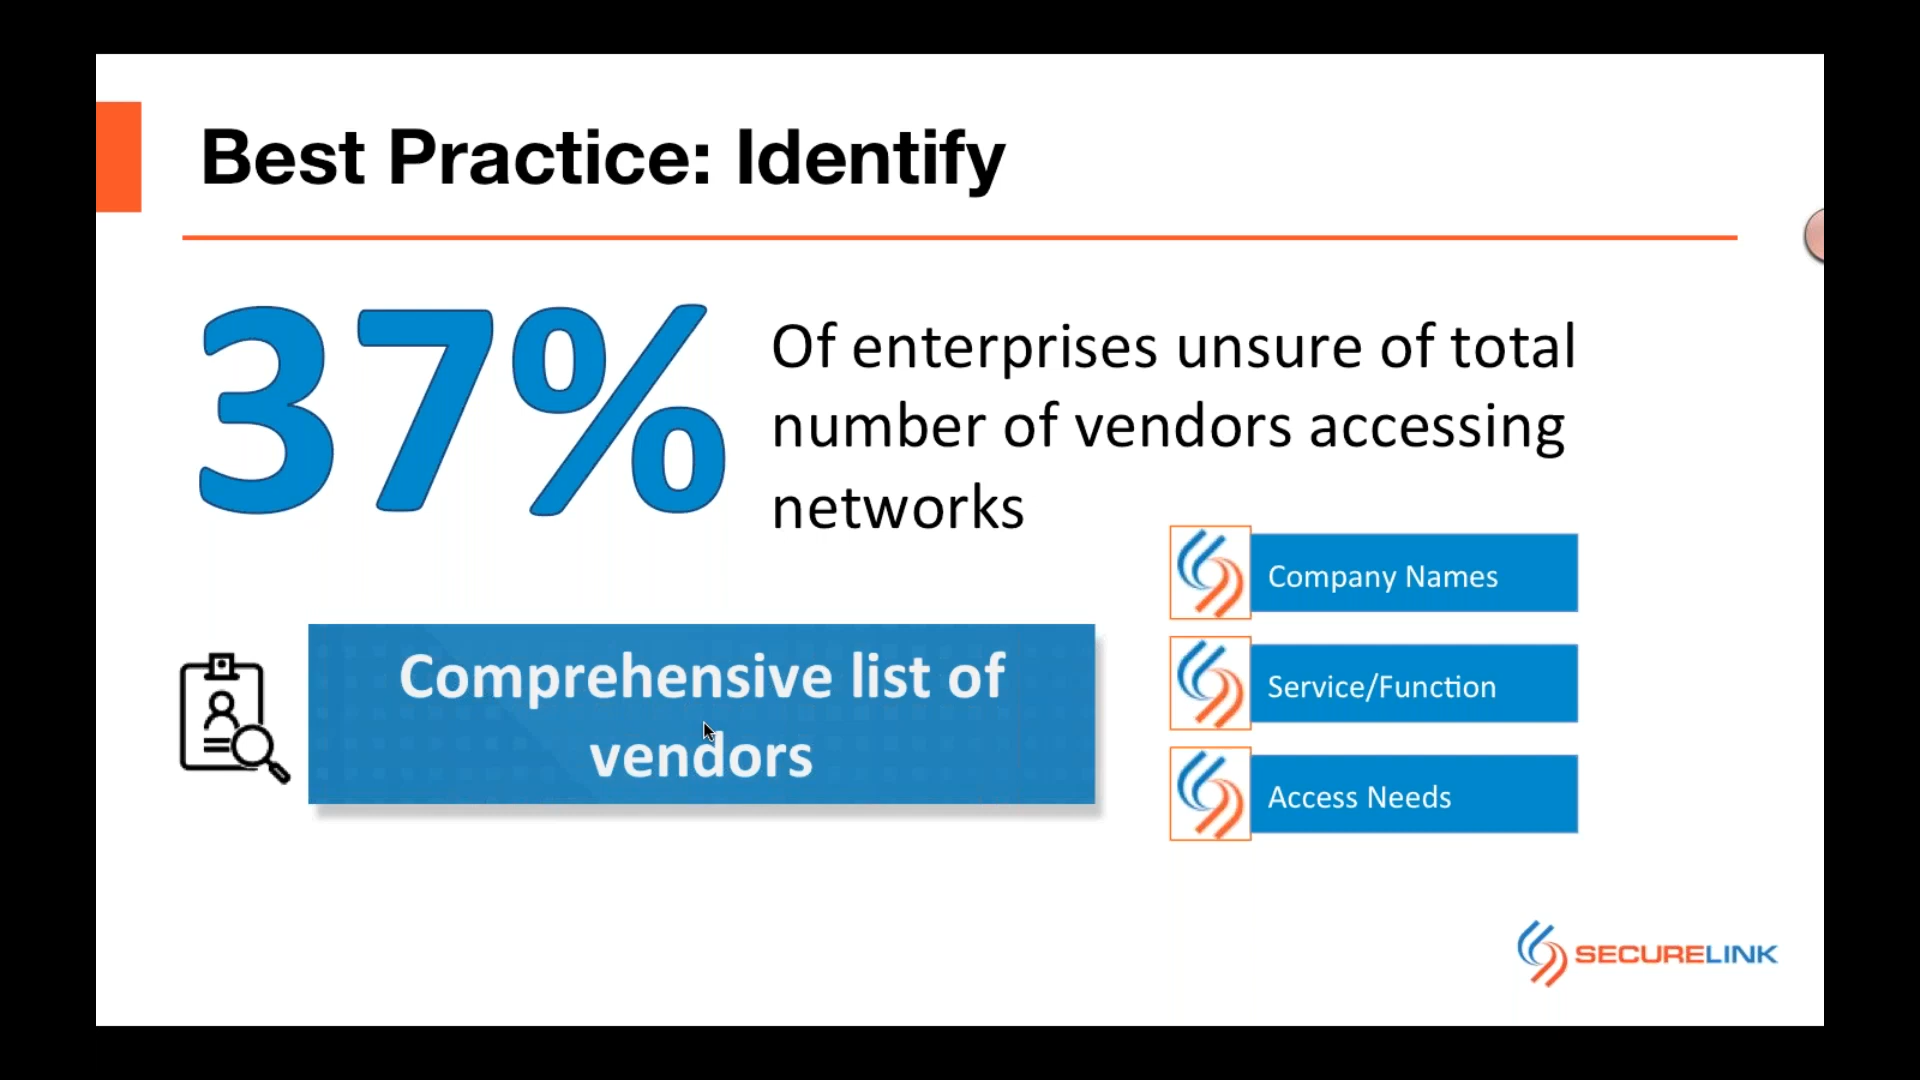 Best Practice: Identify
37%
Of enterprises unsure of total
number of vendors accessing
networks
Comprehensive list of
vendors
Company Names
Service/Function
Access Needs
SECURELINK